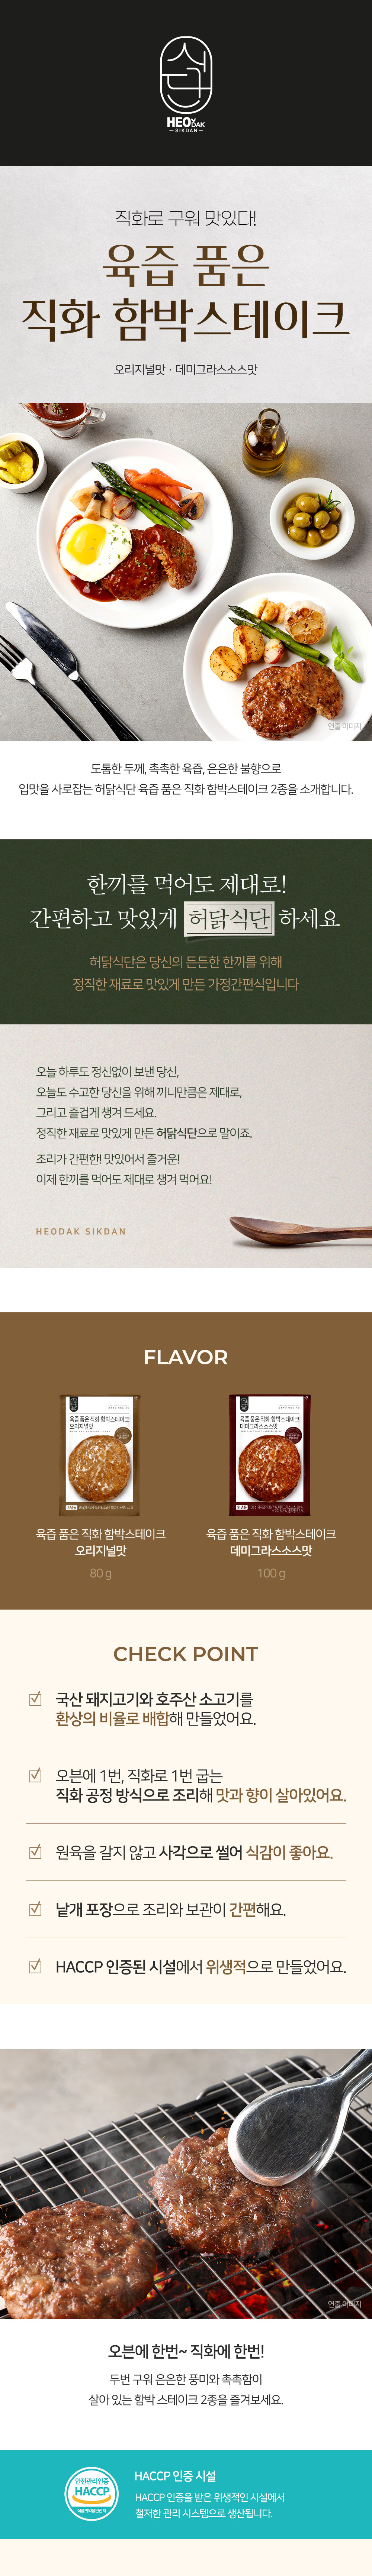 식단
HEO
DAK
SIKDAN
직화로 구워 맛있다!
육즙 품은
직화 함박스테이크
오리지널맛 · 데미그라스소스맛
연출 이미지
도톰한 두께, 촉촉한 육즙, 은은한 불향으로
입맛을 사로잡는 허닭식단 육즙 품은 직화 함박스테이크 2종을 소개합니다.
한끼를 먹어도 제대로!
간편하고 맛있게 허닭식단 하세요
허닭식단은 당신의 든든한 한끼를 위해
정직한 재료로 맛있게 만든 가정간편식입니다
오늘 하루도 정신없이 보낸 당신,
오늘도 수고한 당신을 위해 끼니만큼은 제대로,
그리고 즐겁게 챙겨 드세요.
정직한 재료로 맛있게 만든 허닭식단으로 말이죠.
조리가 간편한! 맛있어서 즐거운!
이제 한끼를 먹어도 제대로 챙겨 먹어요!
HEODAK SIKDAN
FLAVOR
육즙 품은 직화 함박스테이크
오리지널맛
육즙 품은 직화 함박스테이크
데미그라스소스맛
육즙 품은 직화 함박스테이크
오리지널맛
80 g
육즙 품은 직화 함박스테이크
데미그라스소스맛
100 g
CHECK POINT
국산 돼지고기와 호주산 소고기를
환상의 비율로 배합해 만들었어요.
오븐에 1번, 직화로 1번 굽는
직화 공정 방식으로 조리해 맛과 향이 살아있어요.
원육을 갈지 않고 사각으로 썰어 식감이 좋아요.
낱개 포장으로 조리와 보관이 간편해요.
HACCP 인증된 시설에서 위생적으로 만들었어요.
연출 이미지
오븐에 한번~ 직화에 한번!
두번 구워 은은한 풍미와 촉촉함이
살아 있는 함박 스테이크 2종을 즐겨보세요.
안전관리인증
HACCP
식품의약품안전처
HACCP 인증 시설
HACCP 인증을 받은 위생적인 시설에서
철저한 관리 시스템으로 생산됩니다.